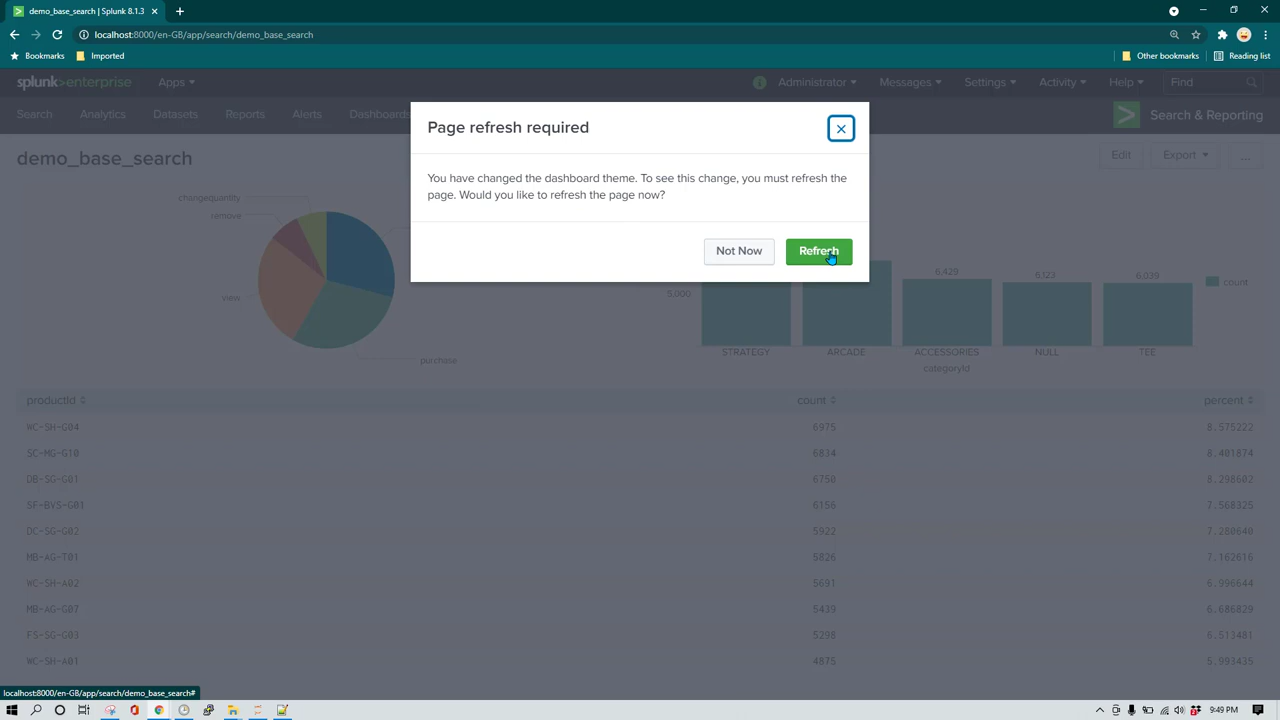 demo_base_search | Splunk 8.1.3
localhost:8000/en-GB/app/search/demo_base_search
Bookmarks
Imported
Other bookmarks
Reading list
splunk>enterprise
Apps
Administrator
Messages
Settings
Activity
Help
Find
Search
Analytics
Datasets
Reports
Alerts
Dashboards
Search & Reporting
demo_base_search
Edit
Export
...
Page refresh required
You have changed the dashboard theme. To see this change, you must refresh the
page. Would you like to refresh the page now?
Not Now
Refresh
changequantity
remove
view
purchase
5,000
6,429
6,123
6,039
count
STRATEGY
ARCADE
ACCESSORIES
NULL
TEE
categoryId
productId count percent
WC-SH-G04 6975 8.575222
SC-MG-G10 6834 8.401874
DB-SG-G01 6750 8.298602
SF-BVS-G01 6156 7.568325
DC-SG-G02 5922 7.280640
MB-AG-T01 5826 7.162616
WC-SH-A02 5691 6.996644
MB-AG-G07 5439 6.686829
FS-SG-G03 5298 6.513481
WC-SH-A01 4875 5.993435
localhost:8000/en-GB/app/search/demo_base_search#
9:49 PM